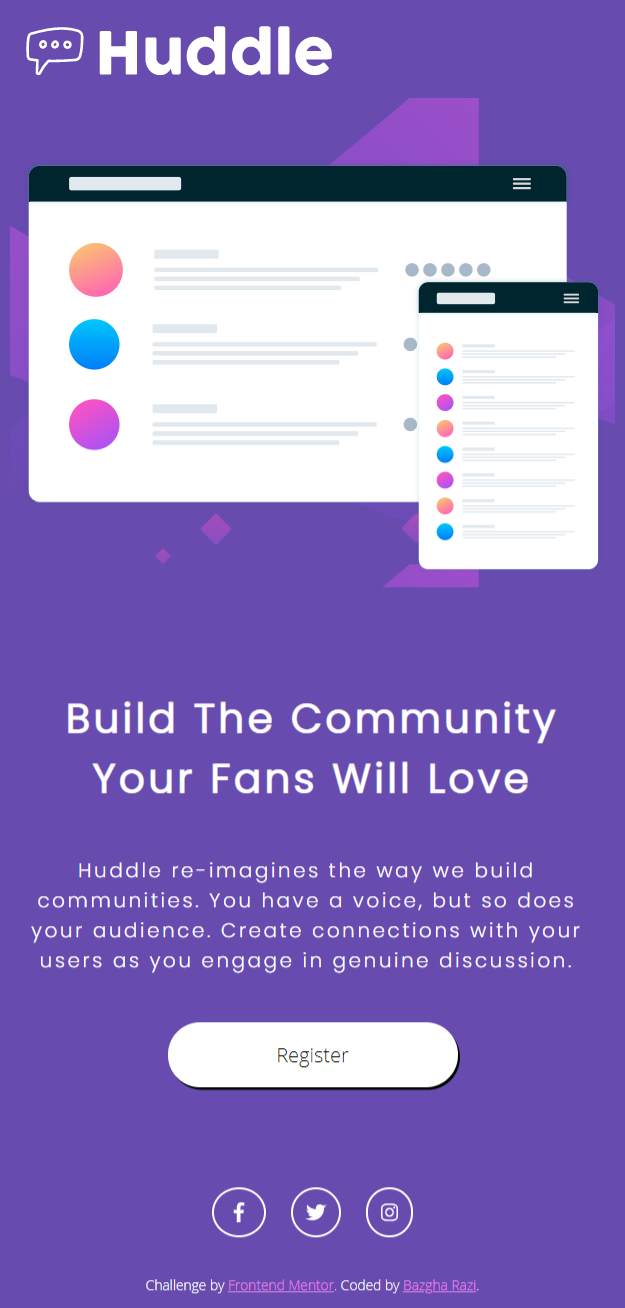 Huddle
Build The Community
Your Fans Will Love
Huddle re-imagines the way we build
communities. You have a voice, but so does
your audience. Create connections with your
users as you engage in genuine discussion.
Register
Challenge by Frontend Mentor. Coded by Bazgha Razi.